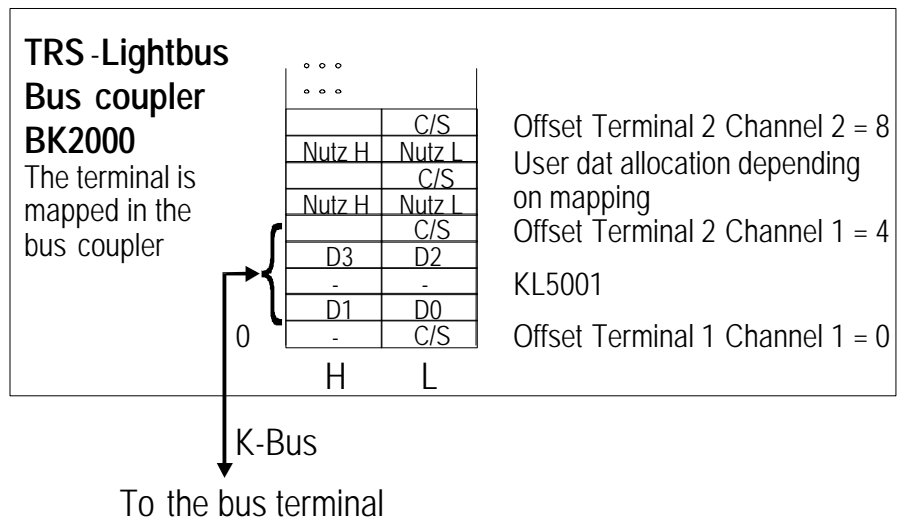 TRS -Lightbus
Bus coupler
BK2000
The terminal is
mapped in the
bus coupler
C/S
Nutz H Nutz L
C/S
Nutz H Nutz L
C/S
D3 D2
- -
D1 D0
- C/S
0
H L
Offset Terminal 2 Channel 2 = 8
User dat allocation depending
on mapping
Offset Terminal 2 Channel 1 = 4
KL5001
Offset Terminal 1 Channel 1 = 0
K-Bus
To the bus terminal